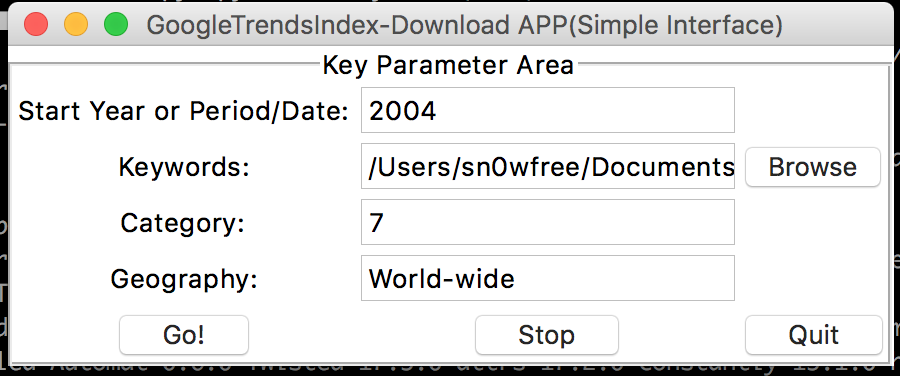 GoogleTrendsIndex-Download APP(Simple Interface)
Key Parameter Area
Start Year or Period/Date: 2004
Keywords: /Users/sn0wfree/Documents Browse
Category: 7
Geography: World-wide
Go! Stop Quit